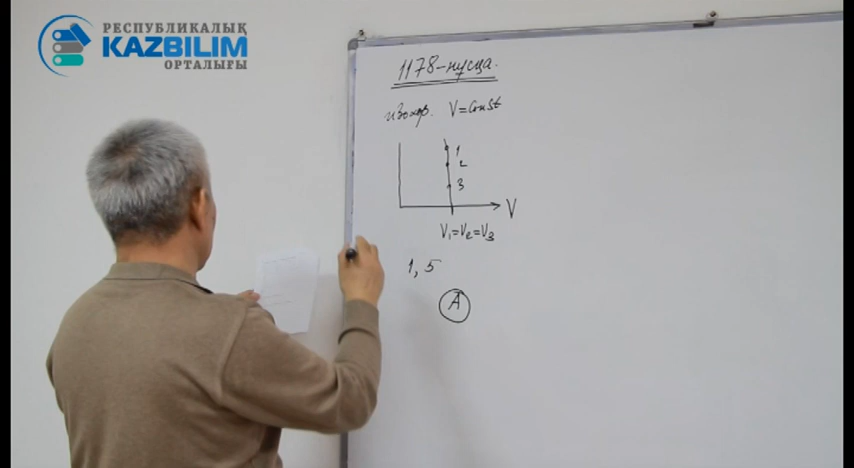 РЕСПУБЛИКАЛЫҚ
KAZBILIM
ОРТАЛЫҒЫ
1178-нұсқа.
изохор. V=Const
1
2
3
V
V₁=V₂=V₃
1, 5
A